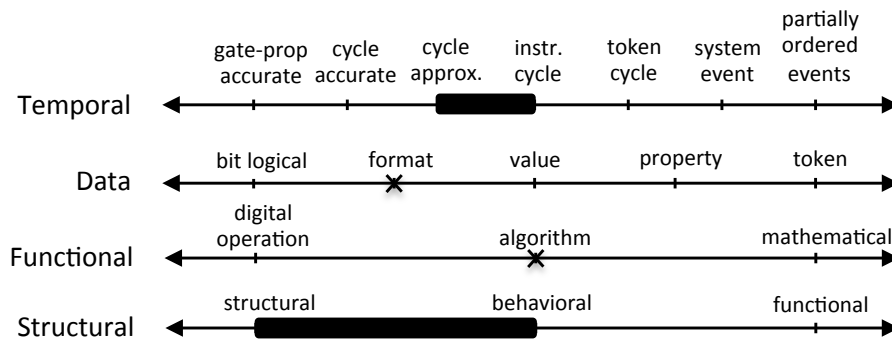 partially
gate-prop cycle cycle instr. token system ordered
accurate accurate approx. cycle cycle event events
Temporal
bit logical format value property token
Data
digital
operation algorithm mathematical
Functional
structural behavioral functional
Structural